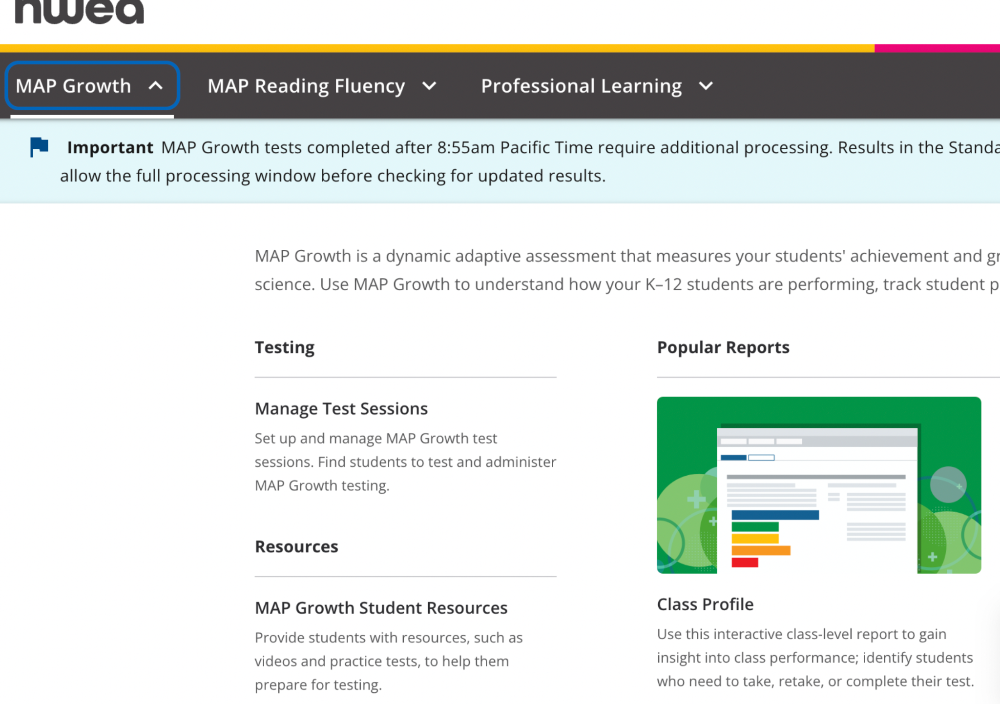 nwea
MAP Growth
MAP Reading Fluency
Professional Learning
Important MAP Growth tests completed after 8:55am Pacific Time require additional processing. Results in the
allow the full processing window before checking for updated results.
MAP Growth is a dynamic adaptive assessment that measures your students' achievement and
science. Use MAP Growth to understand how your K–12 students are performing, track student
Testing
Manage Test Sessions
Set up and manage MAP Growth test
sessions. Find students to test and administer
MAP Growth testing.
Resources
MAP Growth Student Resources
Provide students with resources, such as
videos and practice tests, to help them
prepare for testing.
Popular Reports
Class Profile
Use this interactive class-level report to gain
insight into class performance; identify students
who need to take, retake, or complete their test.